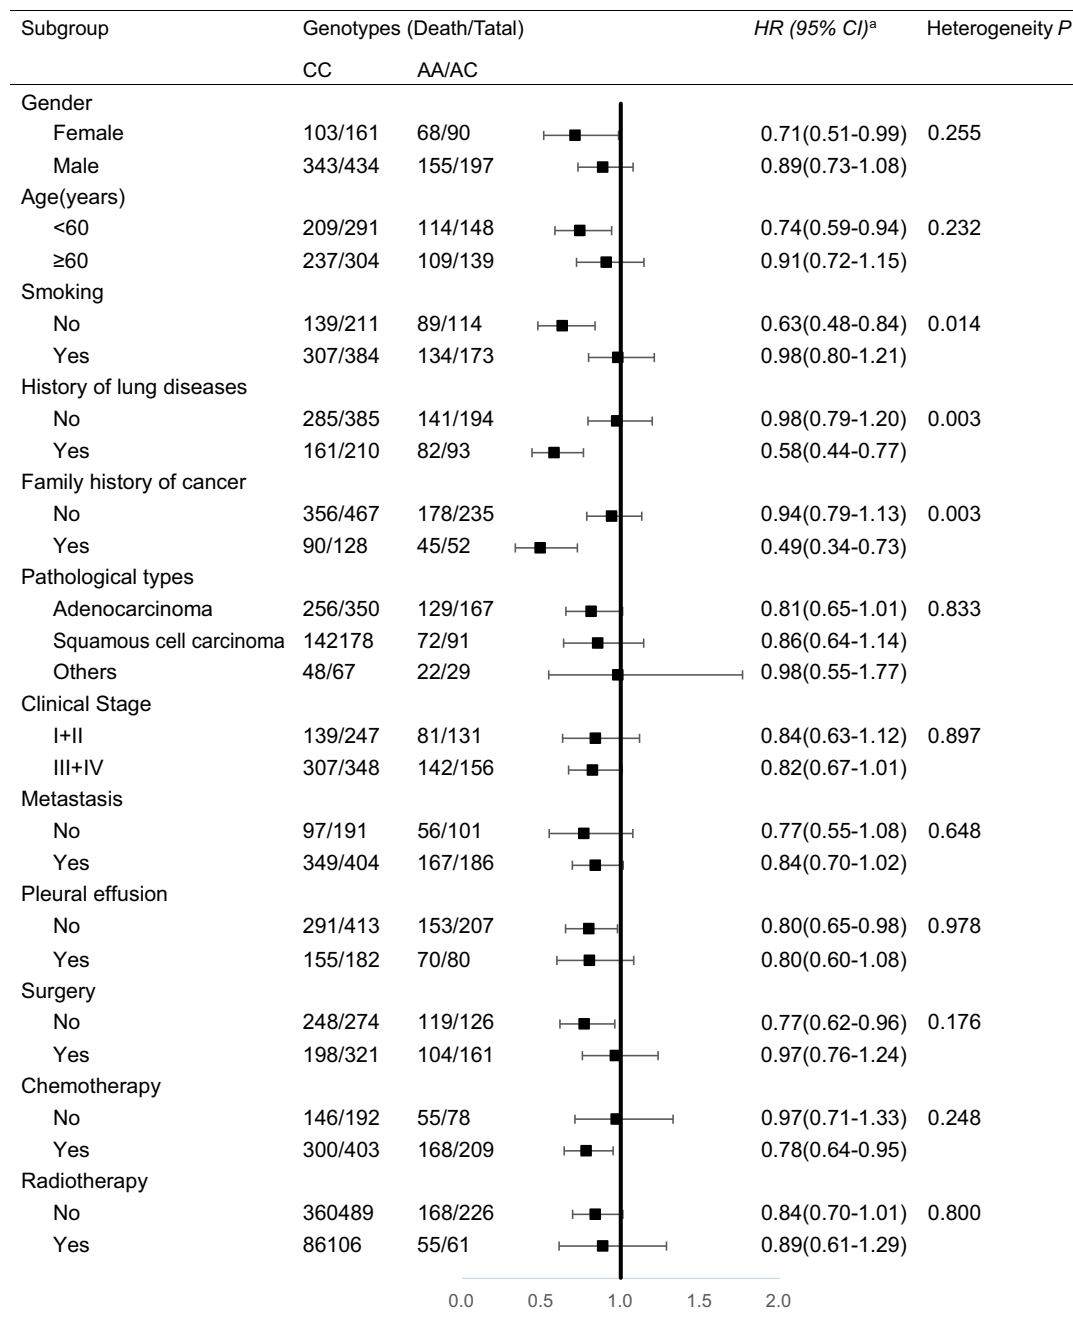 Subgroup Genotypes (Death/Tatal) HR (95% CI)a Heterogeneity P
CC AA/AC
Gender
Female 103/161 68/90 0.71(0.51-0.99) 0.255
Male 343/434 155/197 0.89(0.73-1.08)
Age(years)
<60 209/291 114/148 0.74(0.59-0.94) 0.232
≥60 237/304 109/139 0.91(0.72-1.15)
Smoking
No 139/211 89/114 0.63(0.48-0.84) 0.014
Yes 307/384 134/173 0.98(0.80-1.21)
History of lung diseases
No 285/385 141/194 0.98(0.79-1.20) 0.003
Yes 161/210 82/93 0.58(0.44-0.77)
Family history of cancer
No 356/467 178/235 0.94(0.79-1.13) 0.003
Yes 90/128 45/52 0.49(0.34-0.73)
Pathological types
Adenocarcinoma 256/350 129/167 0.81(0.65-1.01) 0.833
Squamous cell carcinoma 142178 72/91 0.86(0.64-1.14)
Others 48/67 22/29 0.98(0.55-1.77)
Clinical Stage
I+II 139/247 81/131 0.84(0.63-1.12) 0.897
III+IV 307/348 142/156 0.82(0.67-1.01)
Metastasis
No 97/191 56/101 0.77(0.55-1.08) 0.648
Yes 349/404 167/186 0.84(0.70-1.02)
Pleural effusion
No 291/413 153/207 0.80(0.65-0.98) 0.978
Yes 155/182 70/80 0.80(0.60-1.08)
Surgery
No 248/274 119/126 0.77(0.62-0.96) 0.176
Yes 198/321 104/161 0.97(0.76-1.24)
Chemotherapy
No 146/192 55/78 0.97(0.71-1.33) 0.248
Yes 300/403 168/209 0.78(0.64-0.95)
Radiotherapy
No 360489 168/226 0.84(0.70-1.01) 0.800
Yes 86106 55/61 0.89(0.61-1.29)
0.0 0.5 1.0 1.5 2.0